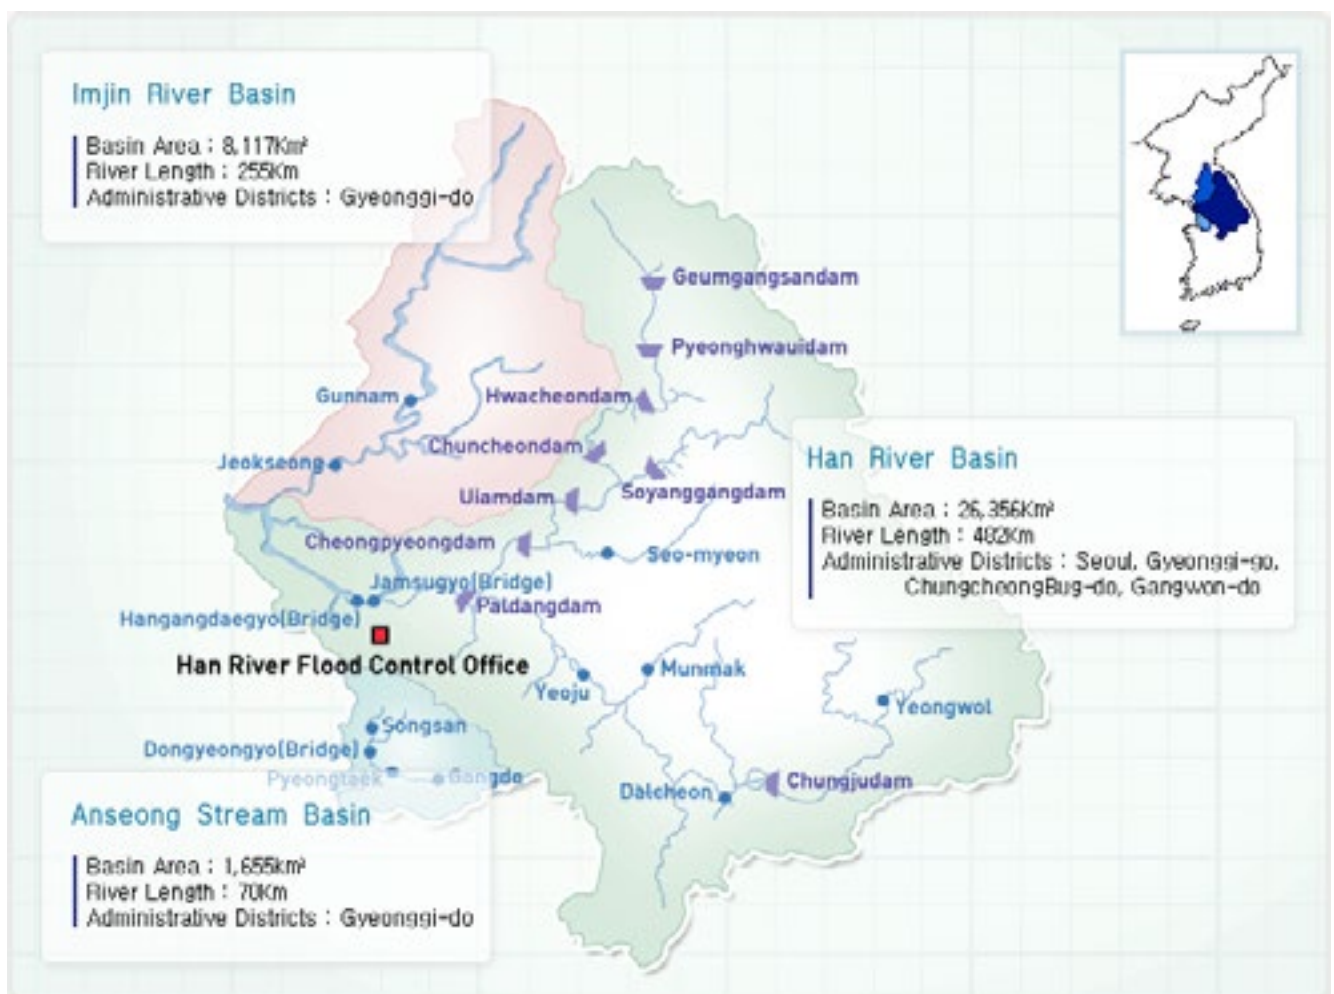 Imjin River Basin
Basin Area : 8,117Km²
River Length : 255Km
Administrative Districts : Gyeonggi-do
Geumgangsandam
Pyeonghwauidam
Gunnam
Hwacheondam
Chuncheondam
Jeokseong
Soyanggangdam
Uiamdam
Cheongpyeongdam
Seo-myeon
Jamsugyo(Bridge)
Paldangdam
Hangangdaegyo(Bridge)
Han River Flood Control Office
Munmak
Yeoju
Yeongwol
Songsan
Dongyeongyo(Bridge)
Pyeongtaek
Gangdo
Chungjudam
Dalcheon
Han River Basin
Basin Area : 26,356Km²
River Length : 482Km
Administrative Districts : Seoul, Gyeonggi-go,
ChungcheongBug-do, Gangwon-do
Anseong Stream Basin
Basin Area : 1,655km²
River Length : 70Km
Administrative Districts : Gyeonggi-do